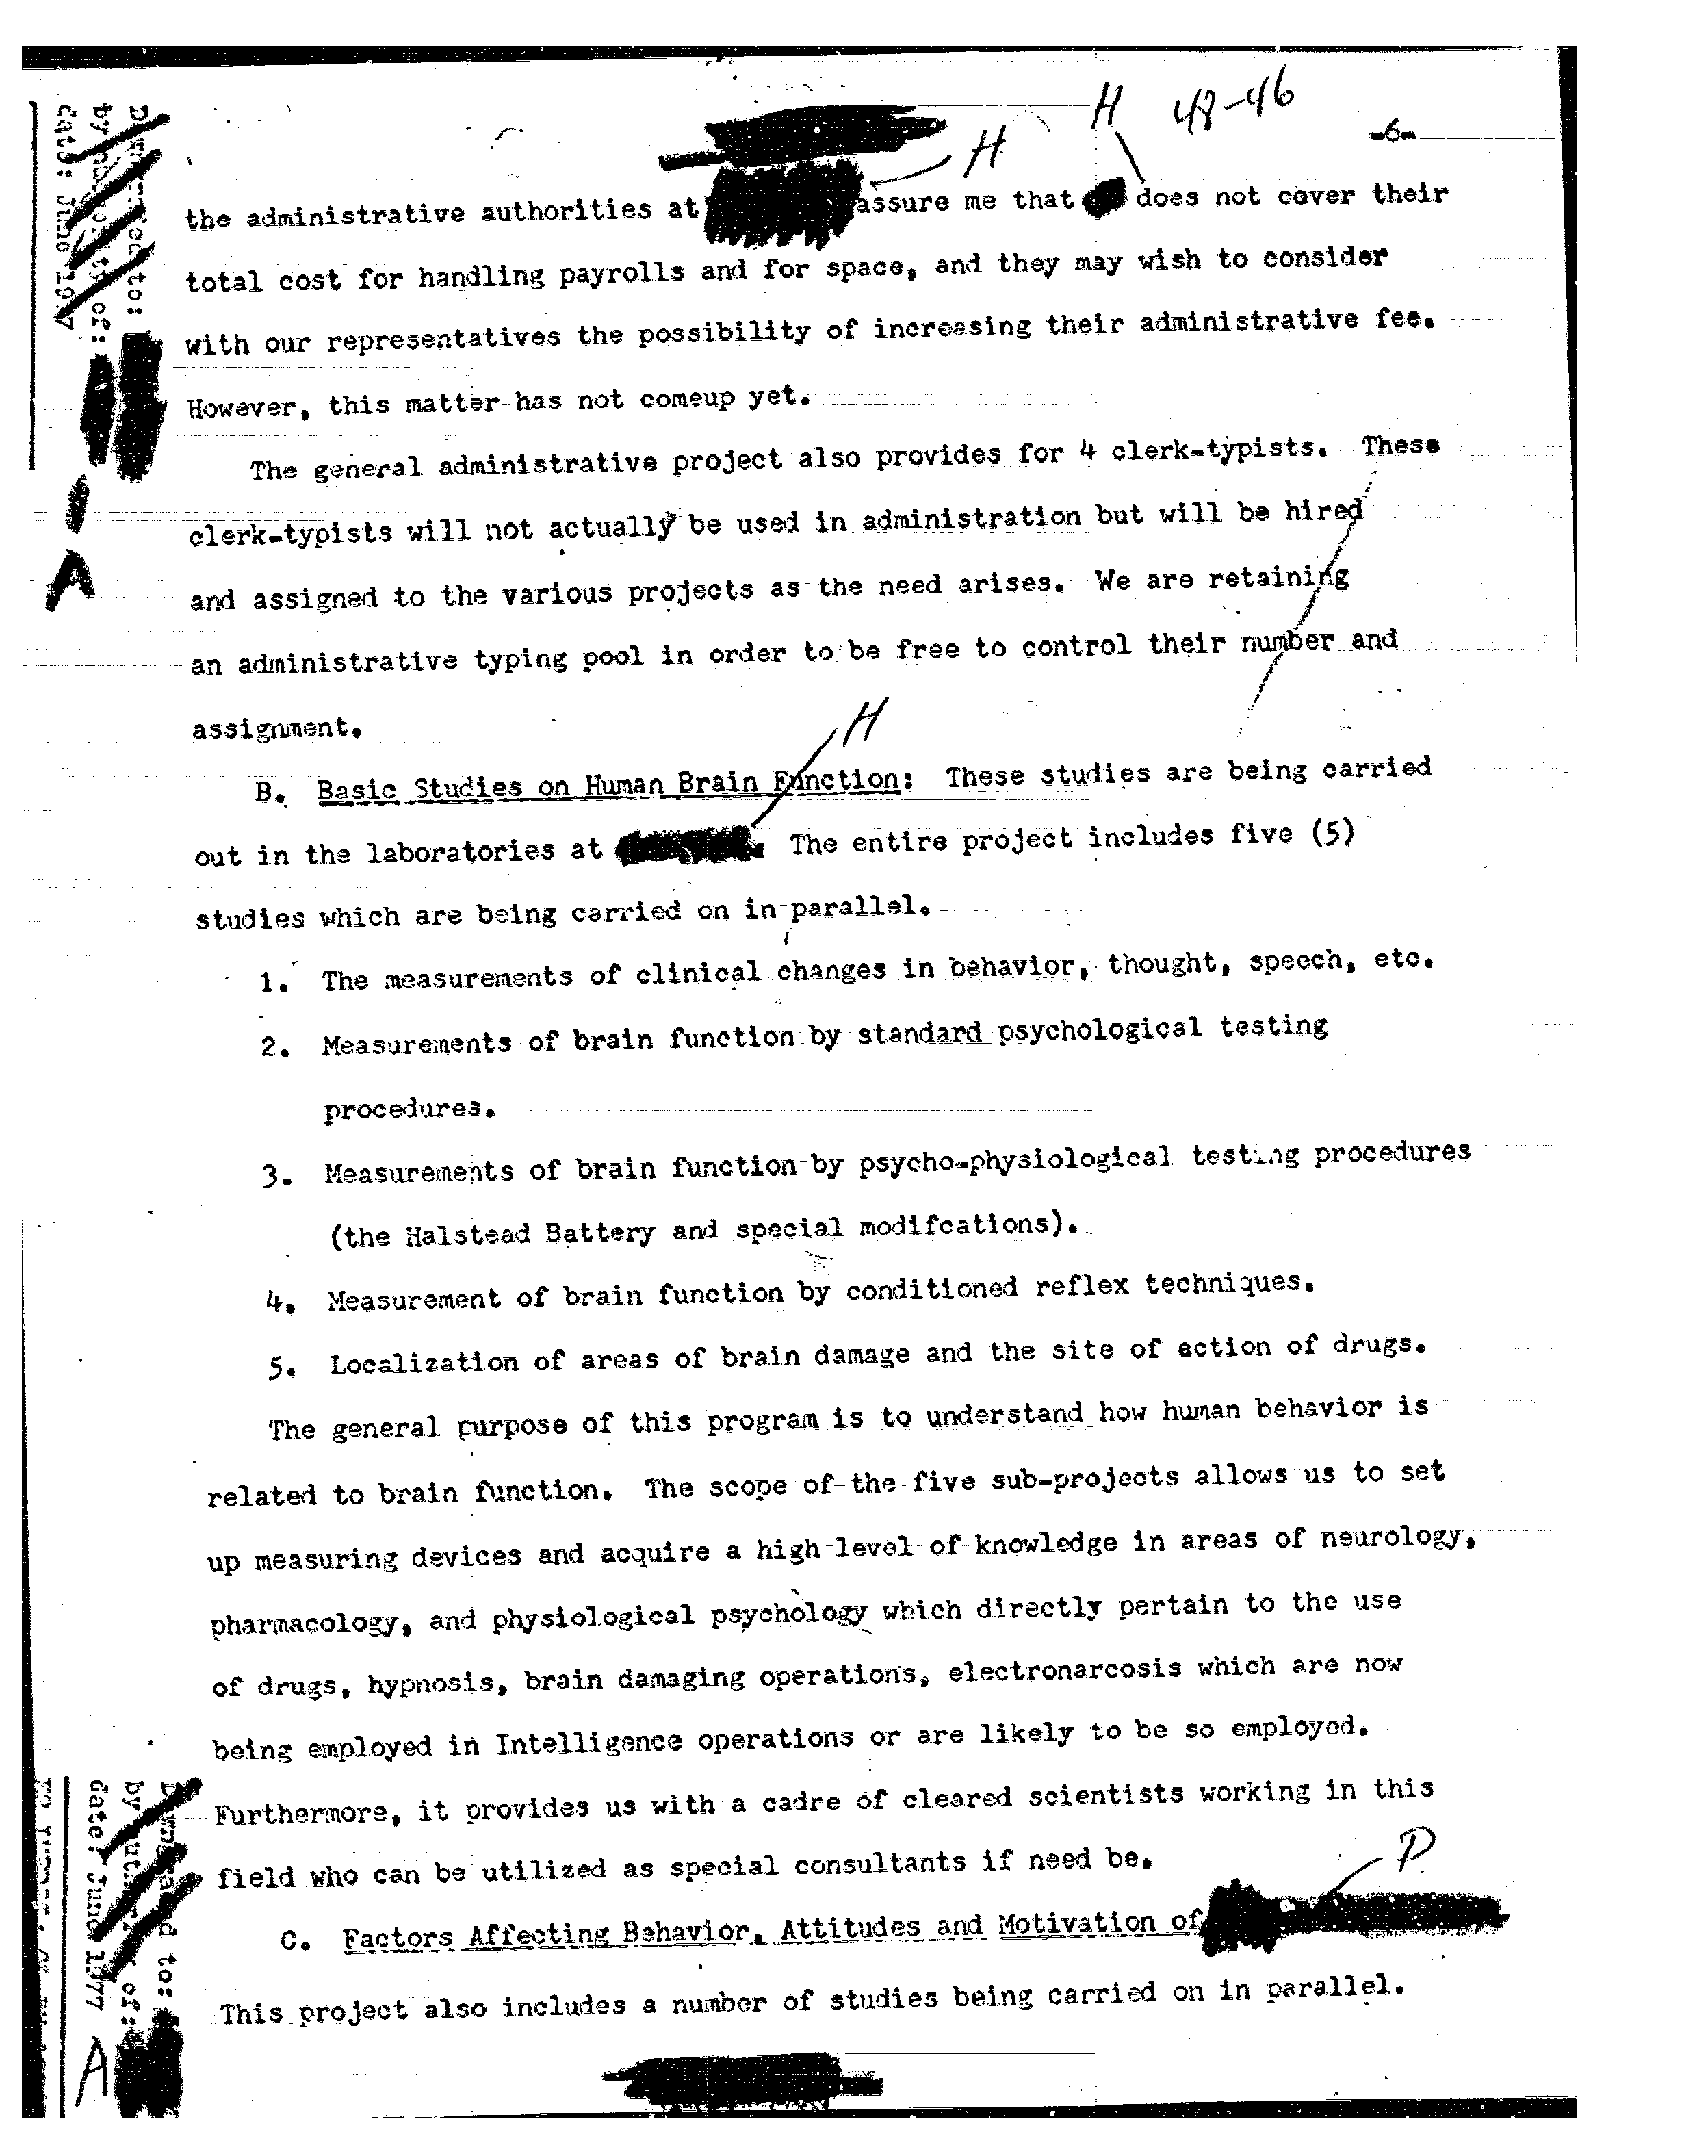 H 48-46
H
-6-
the administrative authorities at assure me that does not cover their
total cost for handling payrolls and for space, and they may wish to consider
with our representatives the possibility of increasing their administrative fee.
However, this matter has not comeup yet.
The general administrative project also provides for 4 clerk-typists. These
clerk-typists will not actually be used in administration but will be hired
and assigned to the various projects as the need arises. We are retaining
an administrative typing pool in order to be free to control their number and
assignment.
H
B. Basic Studies on Human Brain Function: These studies are being carried
out in the laboratories at . The entire project includes five (5)
studies which are being carried on in parallel.
1. The measurements of clinical changes in behavior, thought, speech, etc.
2. Measurements of brain function by standard psychological testing
procedures.
3. Measurements of brain function by psycho-physiological testing procedures
(the Halstead Battery and special modifcations).
4. Measurement of brain function by conditioned reflex techniques.
5. Localization of areas of brain damage and the site of action of drugs.
The general purpose of this program is to understand how human behavior is
related to brain function. The scope of the five sub-projects allows us to set
up measuring devices and acquire a high level of knowledge in areas of neurology,
pharmacology, and physiological psychology which directly pertain to the use
of drugs, hypnosis, brain damaging operations, electronarcosis which are now
being employed in Intelligence operations or are likely to be so employed.
Furthermore, it provides us with a cadre of cleared scientists working in this
field who can be utilized as special consultants if need be.
P
C. Factors Affecting Behavior, Attitudes and Motivation of
This project also includes a number of studies being carried on in parallel.
to:
by of:
date: June 1977
A
to:
by of:
date: June 1977
A